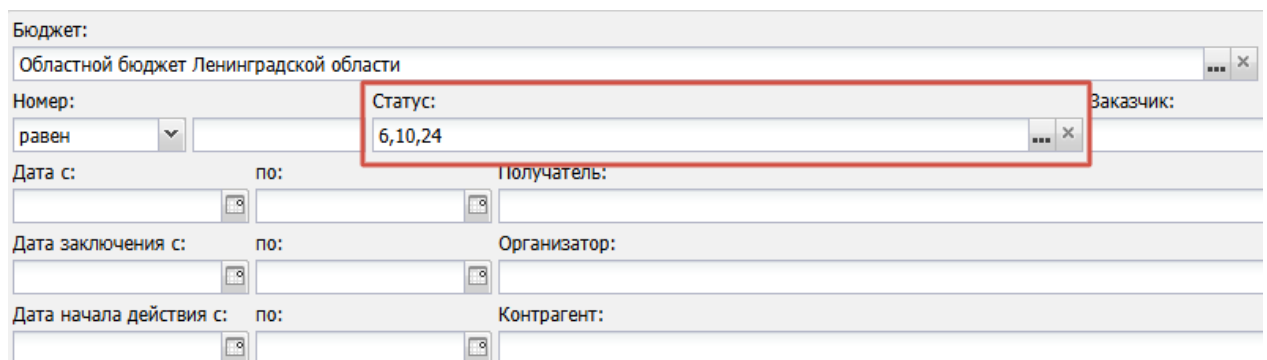 Бюджет:
Областной бюджет Ленинградской области
Номер: Статус: Заказчик:
равен 6,10,24
Дата с: по: Получатель:
Дата заключения с: по: Организатор:
Дата начала действия с: по: Контрагент: